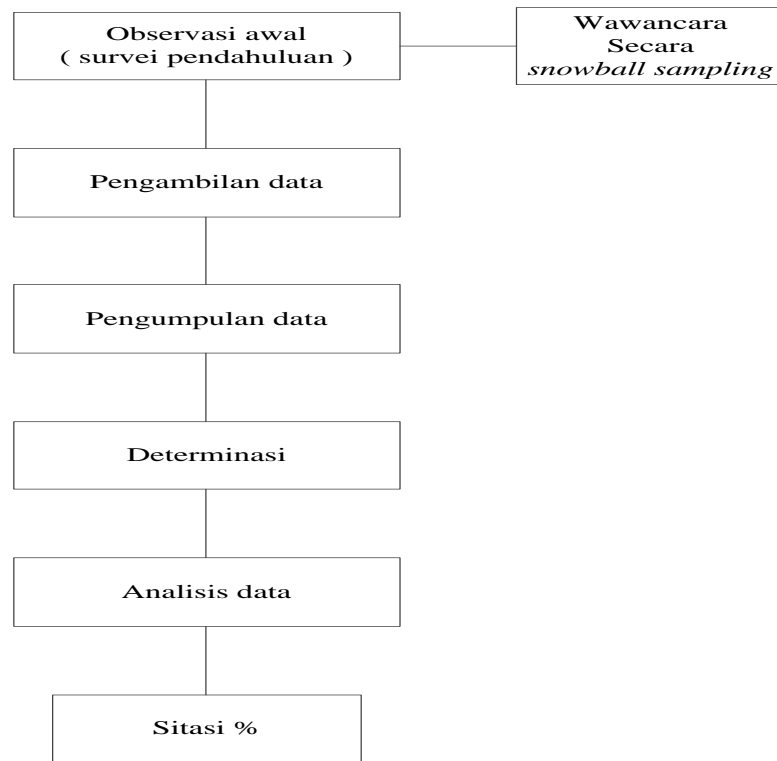 Observasi awal
( survei pendahuluan )
Wawancara
Secara
snowball sampling
Pengambilan data
Pengumpulan data
Determinasi
Analisis data
Sitasi %